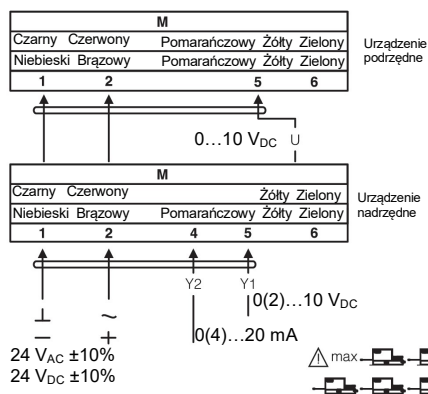 M
Czarny Czerwony Pomarańczowy Żółty Zielony
Niebieski Brązowy Pomarańczowy Żółty Zielony
1 2 5 6
Urządzenie
podrzędne
0…10 VDC U
M
Czarny Czerwony Żółty Zielony
Niebieski Brązowy Pomarańczowy Żółty Zielony
1 2 4 5 6
Urządzenie
nadrzędne
Y2 Y1
0(2)…10 VDC
⊥ ~
– +
0(4)…20 mA
24 VAC ±10%
24 VDC ±10%
max